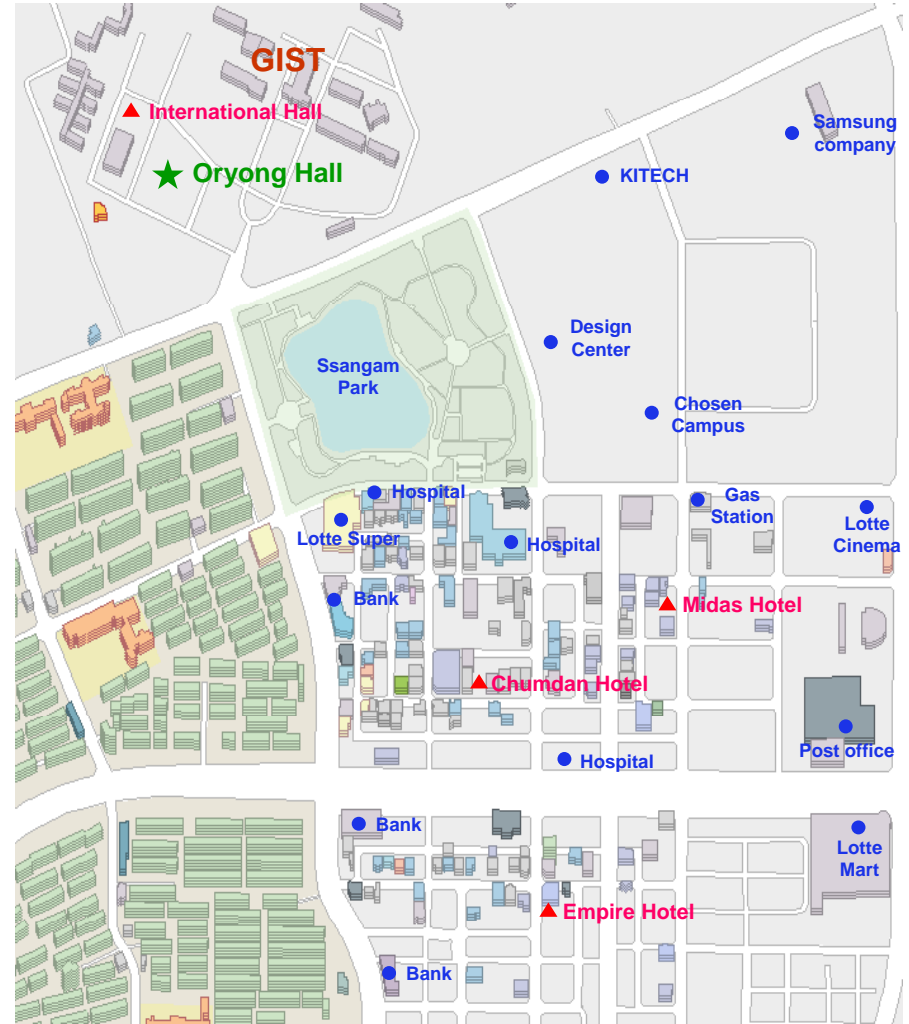 GIST
International Hall
Samsung
company
Oryong Hall
KITECH
Design
Center
Ssangam
Park
Chosen
Campus
Hospital
Gas
Station
Lotte Super
Lotte
Cinema
Hospital
Bank
Midas Hotel
Chumdan Hotel
Post office
Hospital
Bank
Lotte
Mart
Empire Hotel
Bank